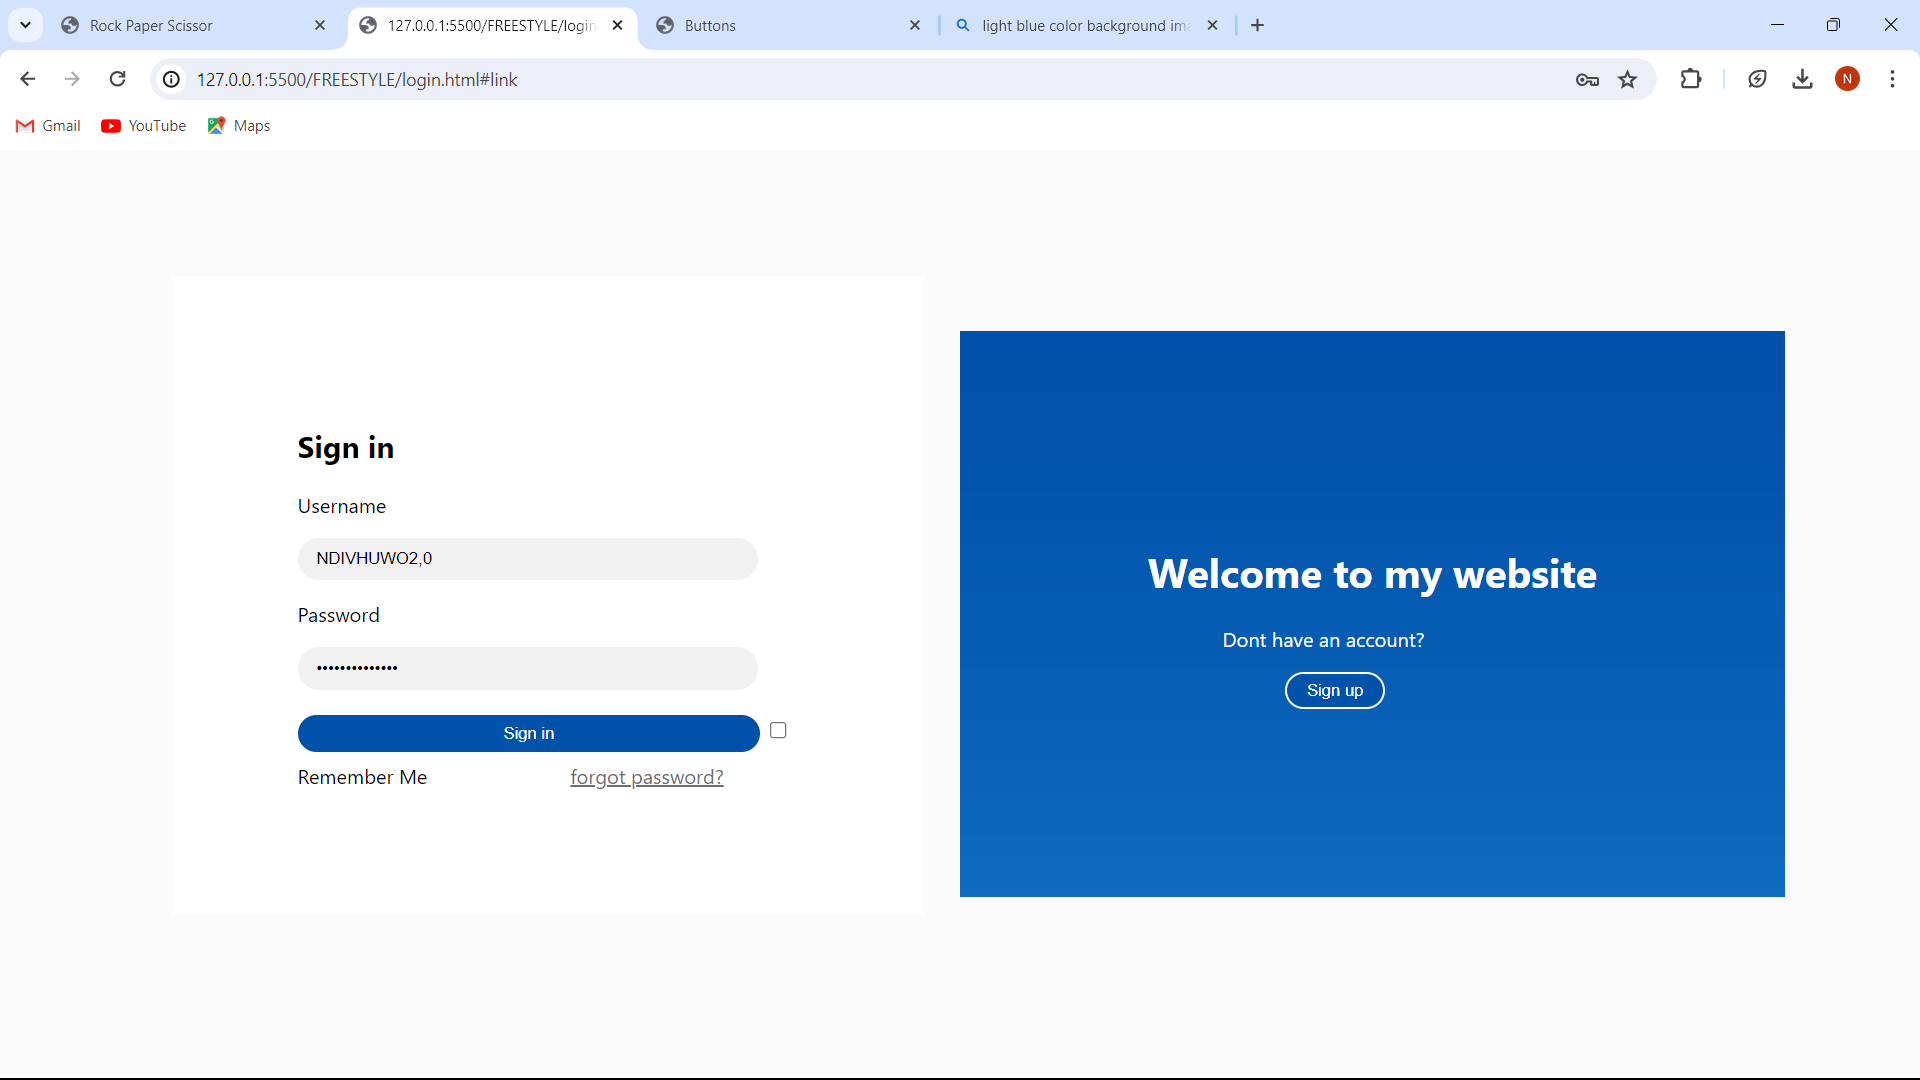 Rock Paper Scissor
127.0.0.1:5500/FREESTYLE/login
Buttons
light blue color background ima
127.0.0.1:5500/FREESTYLE/login.html#link
N
Gmail
YouTube
Maps
Sign in
Username
NDIVHUWO2,0
Password
••••••••••••••
Sign in
Remember Me
forgot password?
Welcome to my website
Dont have an account?
Sign up